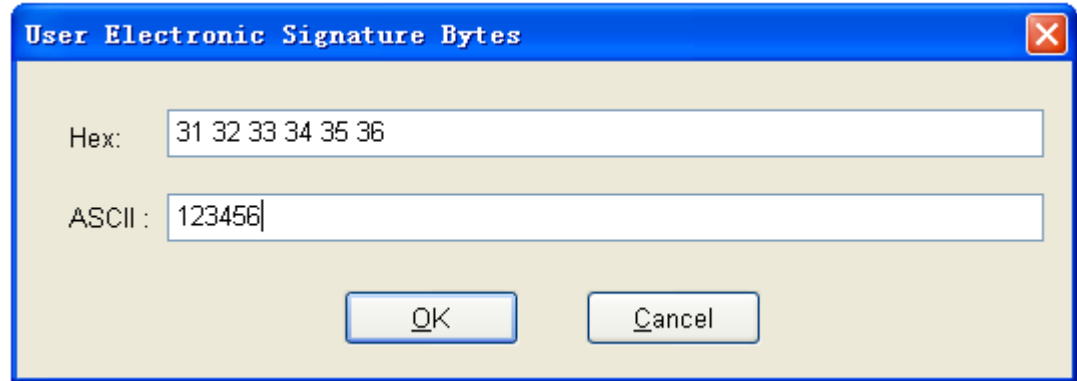 User Electronic Signature Bytes
Hex: 31 32 33 34 35 36
ASCII : 123456
OK Cancel